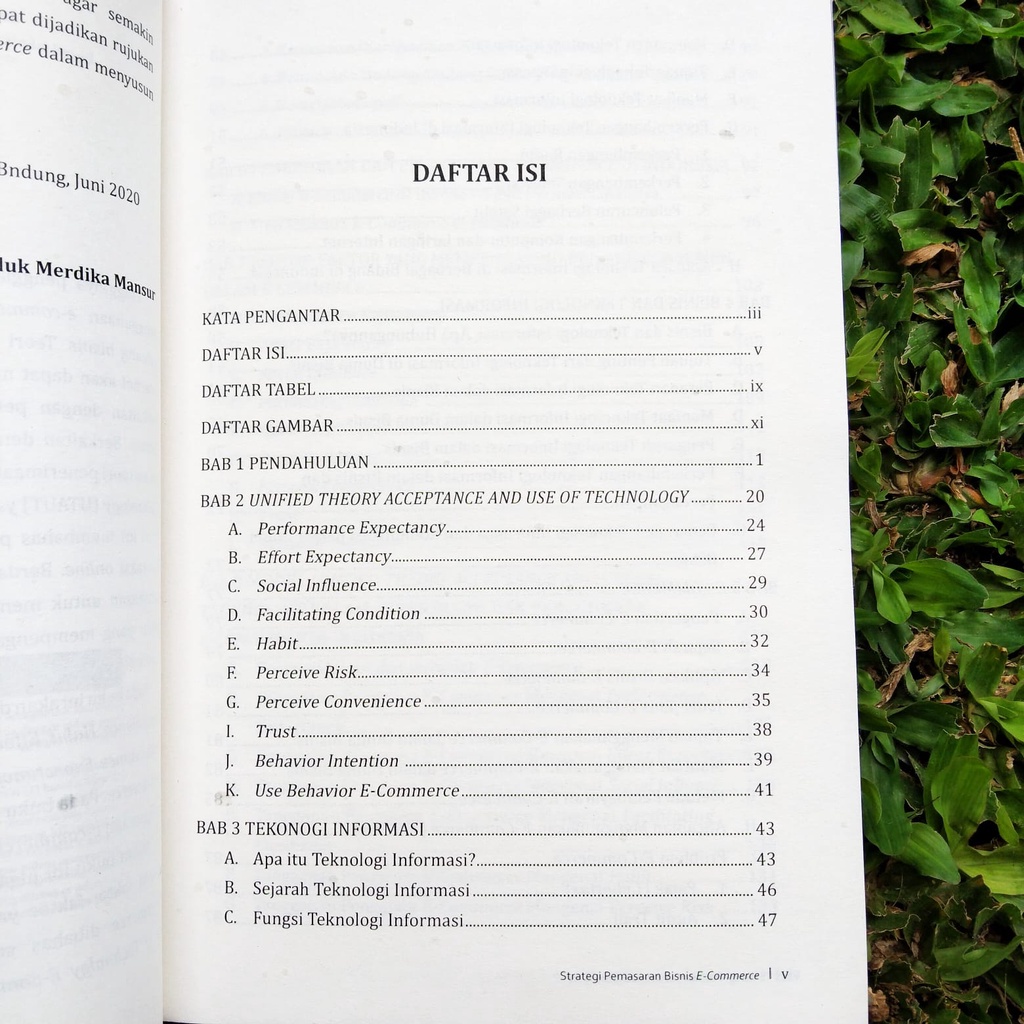 agar semakin
pat dijadikan rujukan
erce dalam menyusun
Bndung, Juni 2020
luk Merdika Mansur
DAFTAR ISI
KATA PENGANTAR ... iii
DAFTAR ISI ... v
DAFTAR TABEL ... ix
DAFTAR GAMBAR ... xi
BAB 1 PENDAHULUAN ... 1
BAB 2 UNIFIED THEORY ACCEPTANCE AND USE OF TECHNOLOGY ... 20
A. Performance Expectancy ... 24
B. Effort Expectancy ... 27
C. Social Influence ... 29
D. Facilitating Condition ... 30
E. Habit ... 32
F. Perceive Risk ... 34
G. Perceive Convenience ... 35
I. Trust ... 38
J. Behavior Intention ... 39
K. Use Behavior E-Commerce ... 41
BAB 3 TEKONOGI INFORMASI ... 43
A. Apa itu Teknologi Informasi? ... 43
B. Sejarah Teknologi Informasi ... 46
C. Fungsi Teknologi Informasi ... 47
Strategi Pemasaran Bisnis E-Commerce | v